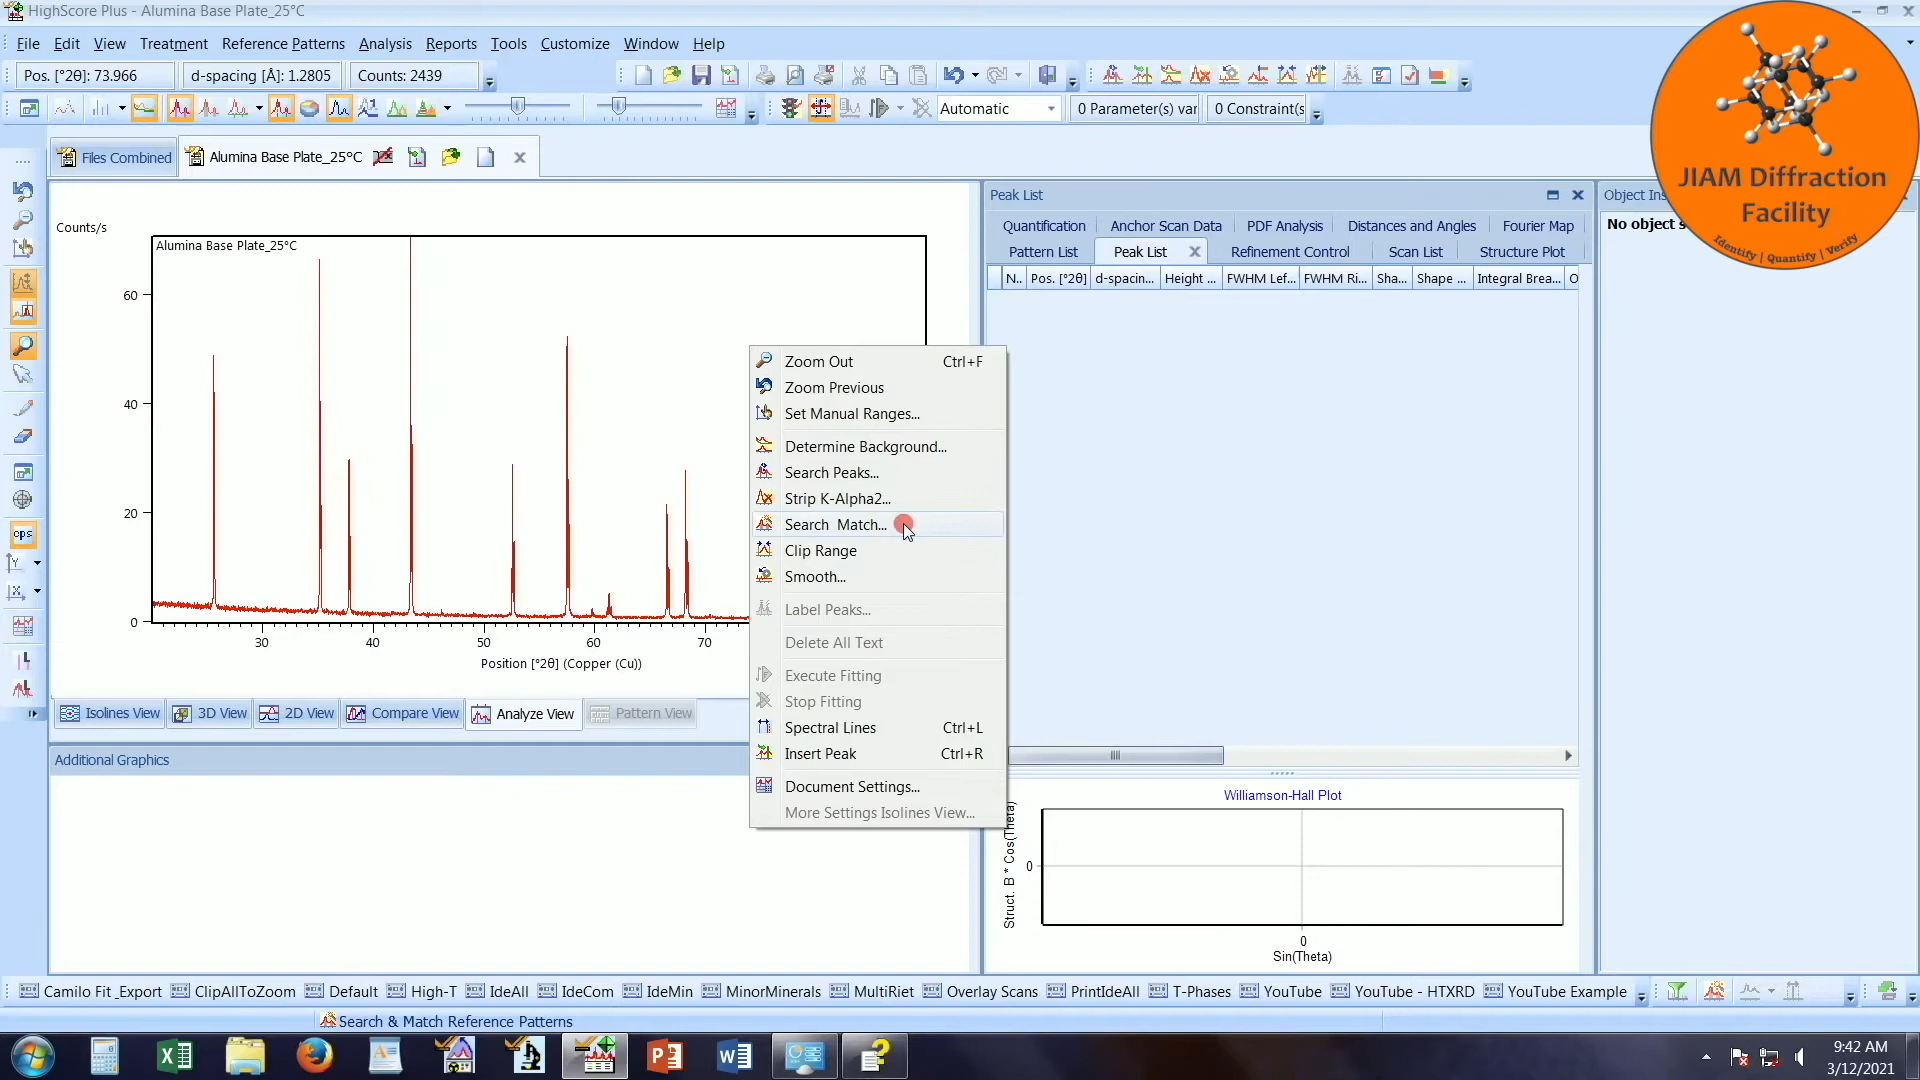 HighScore Plus - Alumina Base Plate_25°C
File Edit View Treatment Reference Patterns Analysis Reports Tools Customize Window Help
Pos. [°2θ]: 73.966 d-spacing [Å]: 1.2805 Counts: 2439
Automatic 0 Parameter(s) var 0 Constraint(s
Files Combined Alumina Base Plate_25°C
Counts/s
Alumina Base Plate_25°C
60
40
20
0
30 40 50 60 70
Position [°2θ] (Copper (Cu))
Isolines View 3D View 2D View Compare View Analyze View Pattern View
Additional Graphics
cps
Zoom Out Ctrl+F
Zoom Previous
Set Manual Ranges...
Determine Background...
Search Peaks...
Strip K-Alpha2...
Search Match...
Clip Range
Smooth...
Label Peaks...
Delete All Text
Execute Fitting
Stop Fitting
Spectral Lines Ctrl+L
Insert Peak Ctrl+R
Document Settings...
More Settings Isolines View...
Peak List
Quantification Anchor Scan Data PDF Analysis Distances and Angles Fourier Map
Pattern List Peak List Refinement Control Scan List Structure Plot
N.. Pos. [°2θ] d-spacin... Height ... FWHM Lef... FWHM Ri... Sha... Shape ... Integral Brea... O
Williamson-Hall Plot
Struct. B * Cos(Theta)
0
0
Sin(Theta)
Object Ins
No object s
JIAM Diffraction
Facility
Identify | Quantify | Verify
Camilo Fit _Export ClipAllToZoom Default High-T IdeAll IdeCom IdeMin MinorMinerals MultiRiet Overlay Scans PrintIdeAll T-Phases YouTube YouTube - HTXRD YouTube Example
Search & Match Reference Patterns
9:42 AM
3/12/2021